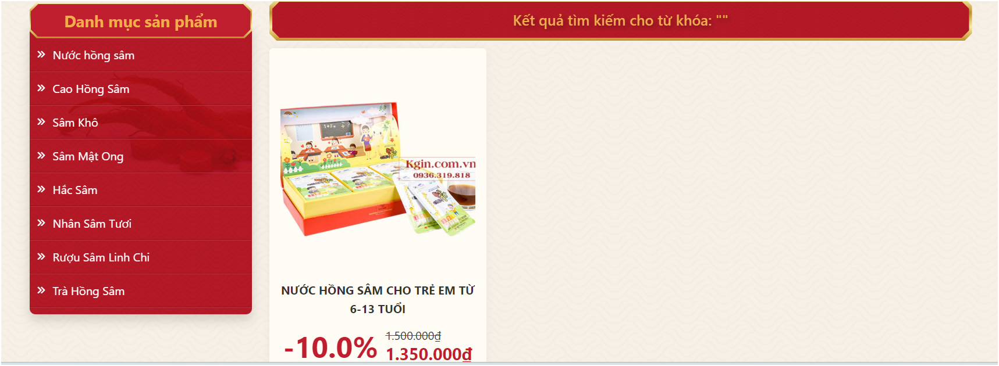 Danh mục sản phẩm
Nước hồng sâm
Cao Hồng Sâm
Sâm Khô
Sâm Mật Ong
Hắc Sâm
Nhân Sâm Tươi
Rượu Sâm Linh Chi
Trà Hồng Sâm
Kết quả tìm kiếm cho từ khóa: ""
Kgin.com.vn
0936.319.818
NƯỚC HỒNG SÂM CHO TRẺ EM TỪ
6-13 TUỔI
-10.0%
1.500.000₫
1.350.000₫